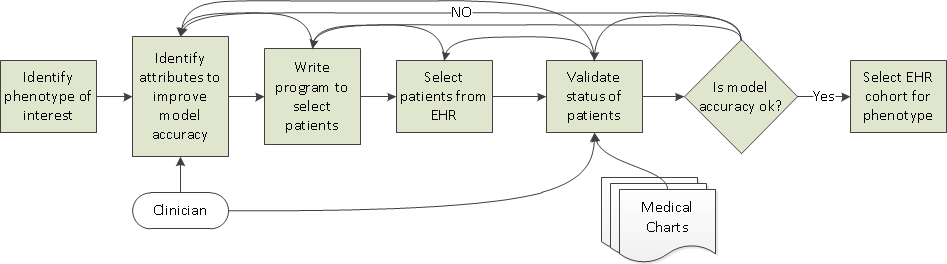 NO
Identify
phenotype of
interest
Identify
attributes to
improve
model
accuracy
Write
program to
select
patients
Select
patients from
EHR
Validate
status of
patients
Is model
accuracy ok?
Yes
Select EHR
cohort for
phenotype
Clinician
Medical
Charts